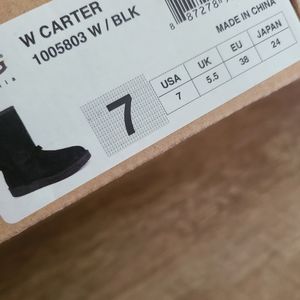 W CARTER
1005803 W / BLK
7
USA UK EU JAPAN
7 5.5 38 24
MADE IN CHINA